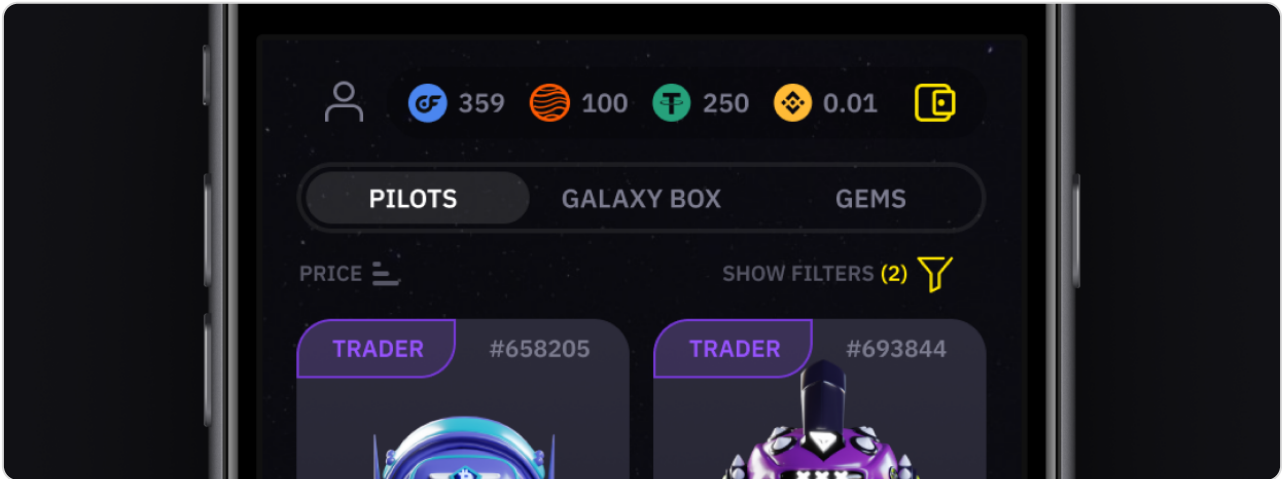 359 100 250 0.01
PILOTS GALAXY BOX GEMS
PRICE SHOW FILTERS (2)
TRADER #658205 TRADER #693844